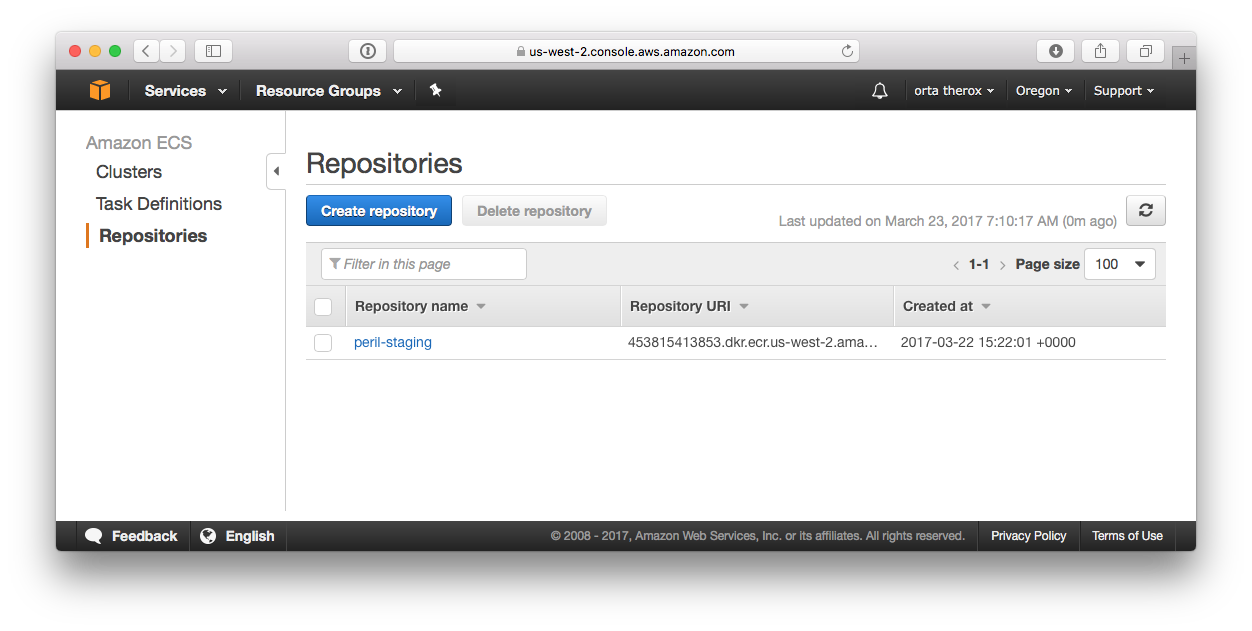 us-west-2.console.aws.amazon.com
Services Resource Groups orta therox Oregon Support
Amazon ECS
Clusters
Task Definitions
Repositories
Repositories
Create repository Delete repository
Last updated on March 23, 2017 7:10:17 AM (0m ago)
Filter in this page
1-1 Page size 100
Repository name Repository URI Created at
peril-staging 453815413853.dkr.ecr.us-west-2.ama... 2017-03-22 15:22:01 +0000
Feedback English © 2008 - 2017, Amazon Web Services, Inc. or its affiliates. All rights reserved. Privacy Policy Terms of Use